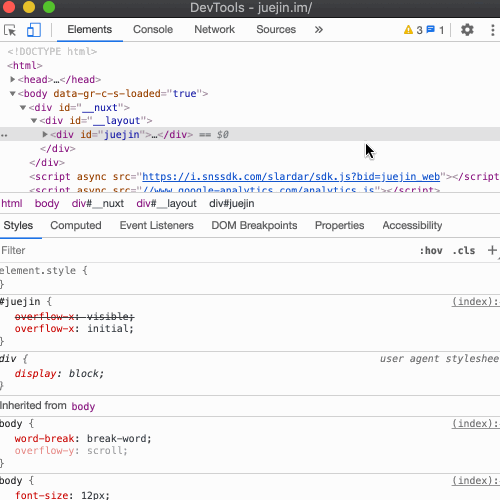 DevTools - juejin.im/
Elements Console Network Sources » 3 1
<!DOCTYPE html>
<html>
<head>…</head>
<body data-gr-c-s-loaded="true">
<div id="__nuxt">
<div id="__layout">
<div id="juejin">…</div> == $0
</div>
</div>
<script async src="https://i.snssdk.com/slardar/sdk.js?bid=juejin_web"></script
<script async src="//www.google-analytics.com/analytics.js"></script>
html body div#__nuxt div#__layout div#juejin
Styles Computed Event Listeners DOM Breakpoints Properties Accessibility
Filter :hov .cls +
element.style {
}
#juejin { (index):
overflow-x: visible;
overflow-x: initial;
}
div { user agent styleshee
display: block;
}
Inherited from body
body { (index):
word-break: break-word;
overflow-y: scroll;
}
body { (index):
font-size: 12px;